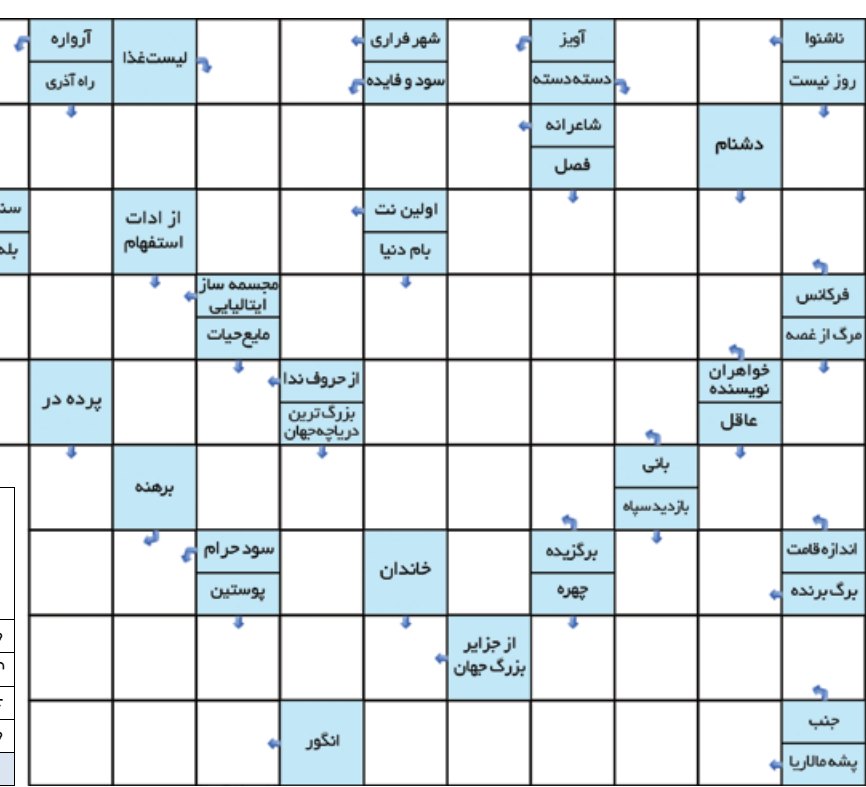 ناشنوا
روز نیست
آویز
دسته‌دسته
شهر فراری
سود و فایده
لیست‌غذا
آرواره
راه آذری
شاعرانه
فصل
دشنام
اولین نت
بام دنیا
از ادات
استفهام
فرکانس
مرگ از غصه
مجسمه ساز
ایتالیایی
مایع‌حیات
خواهران
نویسنده
عاقل
از حروف ندا
بزرگ‌ترین
دریاچه‌جهان
پرده در
بانی
بازدیدسپاه
برهنه
اندازه‌قامت
برگ برنده
برگزیده
چهره
خاندان
سود حرام
پوستین
از جزایر
بزرگ جهان
جنب
پشه‌مالاریا
انگور